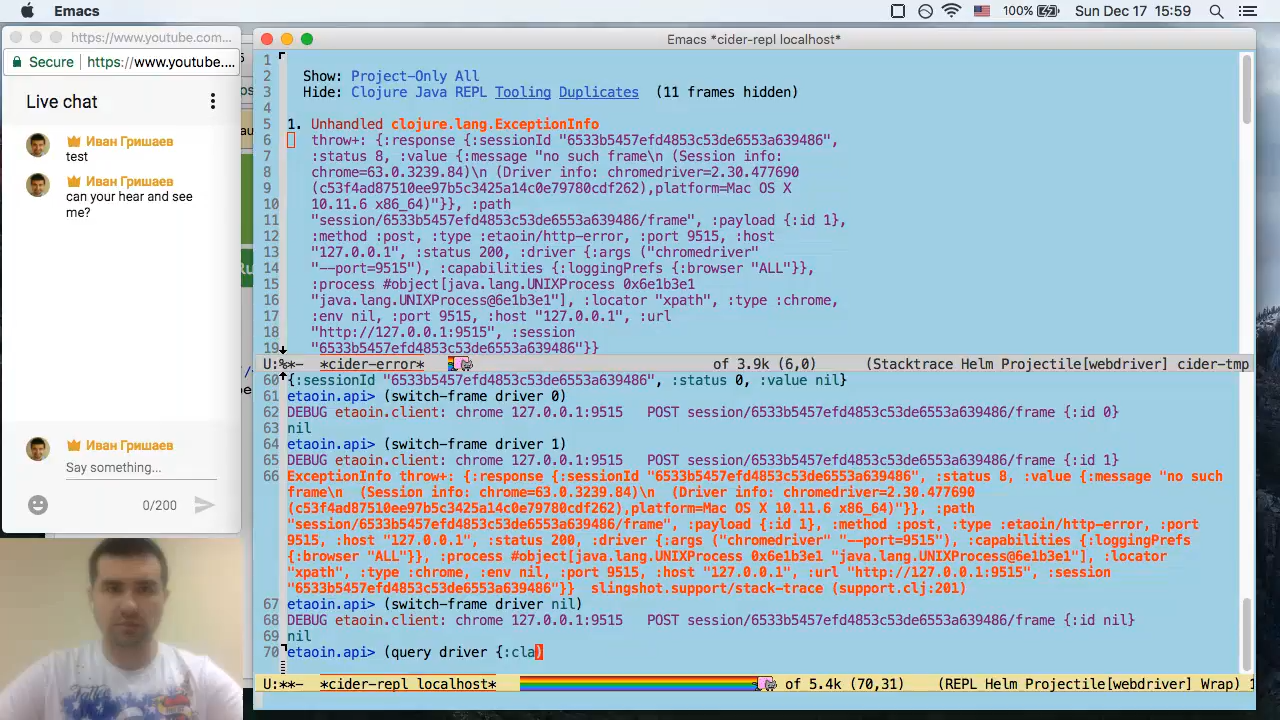 Emacs
100%
Sun Dec 17 15:59
https://www.youtube.com...
Secure
https://www.youtube....
Live chat
Иван Гришаев
test
Иван Гришаев
can your hear and see
me?
Иван Гришаев
Say something...
0/200
Emacs *cider-repl localhost*
1
2 Show: Project-Only All
3 Hide: Clojure Java REPL Tooling Duplicates (11 frames hidden)
4
5 1. Unhandled clojure.lang.ExceptionInfo
6 throw+: {:response {:sessionId "6533b5457efd4853c53de6553a639486",
7 :status 8, :value {:message "no such frame\n (Session info:
8 chrome=63.0.3239.84)\n (Driver info: chromedriver=2.30.477690
9 (c53f4ad87510ee97b5c3425a14c0e79780cdf262),platform=Mac OS X
10 10.11.6 x86_64)"}}, :path
11 "session/6533b5457efd4853c53de6553a639486/frame", :payload {:id 1},
12 :method :post, :type :etaoin/http-error, :port 9515, :host
13 "127.0.0.1", :status 200, :driver {:args ("chromedriver"
14 "--port=9515"), :capabilities {:loggingPrefs {:browser "ALL"}},
15 :process #object[java.lang.UNIXProcess 0x6e1b3e1
16 "java.lang.UNIXProcess@6e1b3e1"], :locator "xpath", :type :chrome,
17 :env nil, :port 9515, :host "127.0.0.1", :url
18 "http://127.0.0.1:9515", :session
19 "6533b5457efd4853c53de6553a639486"}}
U:%*- *cider-error* of 3.9k (6,0) (Stacktrace Helm Projectile[webdriver] cider-tmp
60 {:sessionId "6533b5457efd4853c53de6553a639486", :status 0, :value nil}
61 etaoin.api> (switch-frame driver 0)
62 DEBUG etaoin.client: chrome 127.0.0.1:9515 POST session/6533b5457efd4853c53de6553a639486/frame {:id 0}
63 nil
64 etaoin.api> (switch-frame driver 1)
65 DEBUG etaoin.client: chrome 127.0.0.1:9515 POST session/6533b5457efd4853c53de6553a639486/frame {:id 1}
66 ExceptionInfo throw+: {:response {:sessionId "6533b5457efd4853c53de6553a639486", :status 8, :value {:message "no such
frame\n (Session info: chrome=63.0.3239.84)\n (Driver info: chromedriver=2.30.477690
(c53f4ad87510ee97b5c3425a14c0e79780cdf262),platform=Mac OS X 10.11.6 x86_64)"}}, :path
"session/6533b5457efd4853c53de6553a639486/frame", :payload {:id 1}, :method :post, :type :etaoin/http-error, :port
9515, :host "127.0.0.1", :status 200, :driver {:args ("chromedriver" "--port=9515"), :capabilities {:loggingPrefs
{:browser "ALL"}}, :process #object[java.lang.UNIXProcess 0x6e1b3e1 "java.lang.UNIXProcess@6e1b3e1"], :locator
"xpath", :type :chrome, :env nil, :port 9515, :host "127.0.0.1", :url "http://127.0.0.1:9515", :session
"6533b5457efd4853c53de6553a639486"}} slingshot.support/stack-trace (support.clj:201)
67 etaoin.api> (switch-frame driver nil)
68 DEBUG etaoin.client: chrome 127.0.0.1:9515 POST session/6533b5457efd4853c53de6553a639486/frame {:id nil}
69 nil
70 etaoin.api> (query driver {:cla)
U:**- *cider-repl localhost* of 5.4k (70,31) (REPL Helm Projectile[webdriver] Wrap) 1